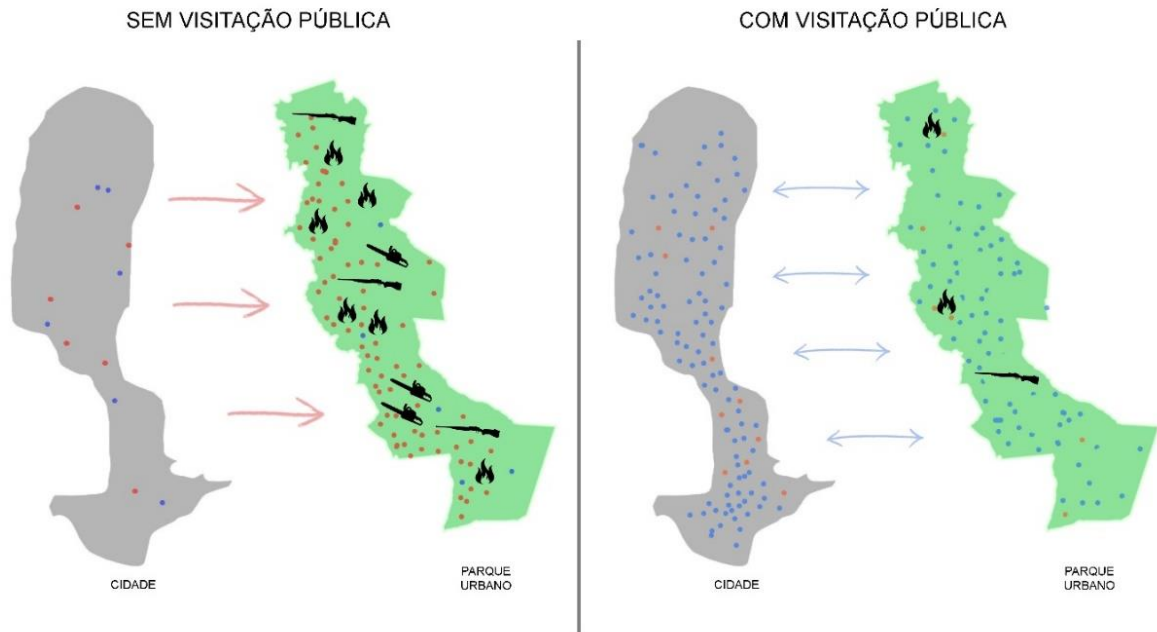 SEM VISITAÇÃO PÚBLICA
CIDADE
PARQUE
URBANO
COM VISITAÇÃO PÚBLICA
CIDADE
PARQUE
URBANO